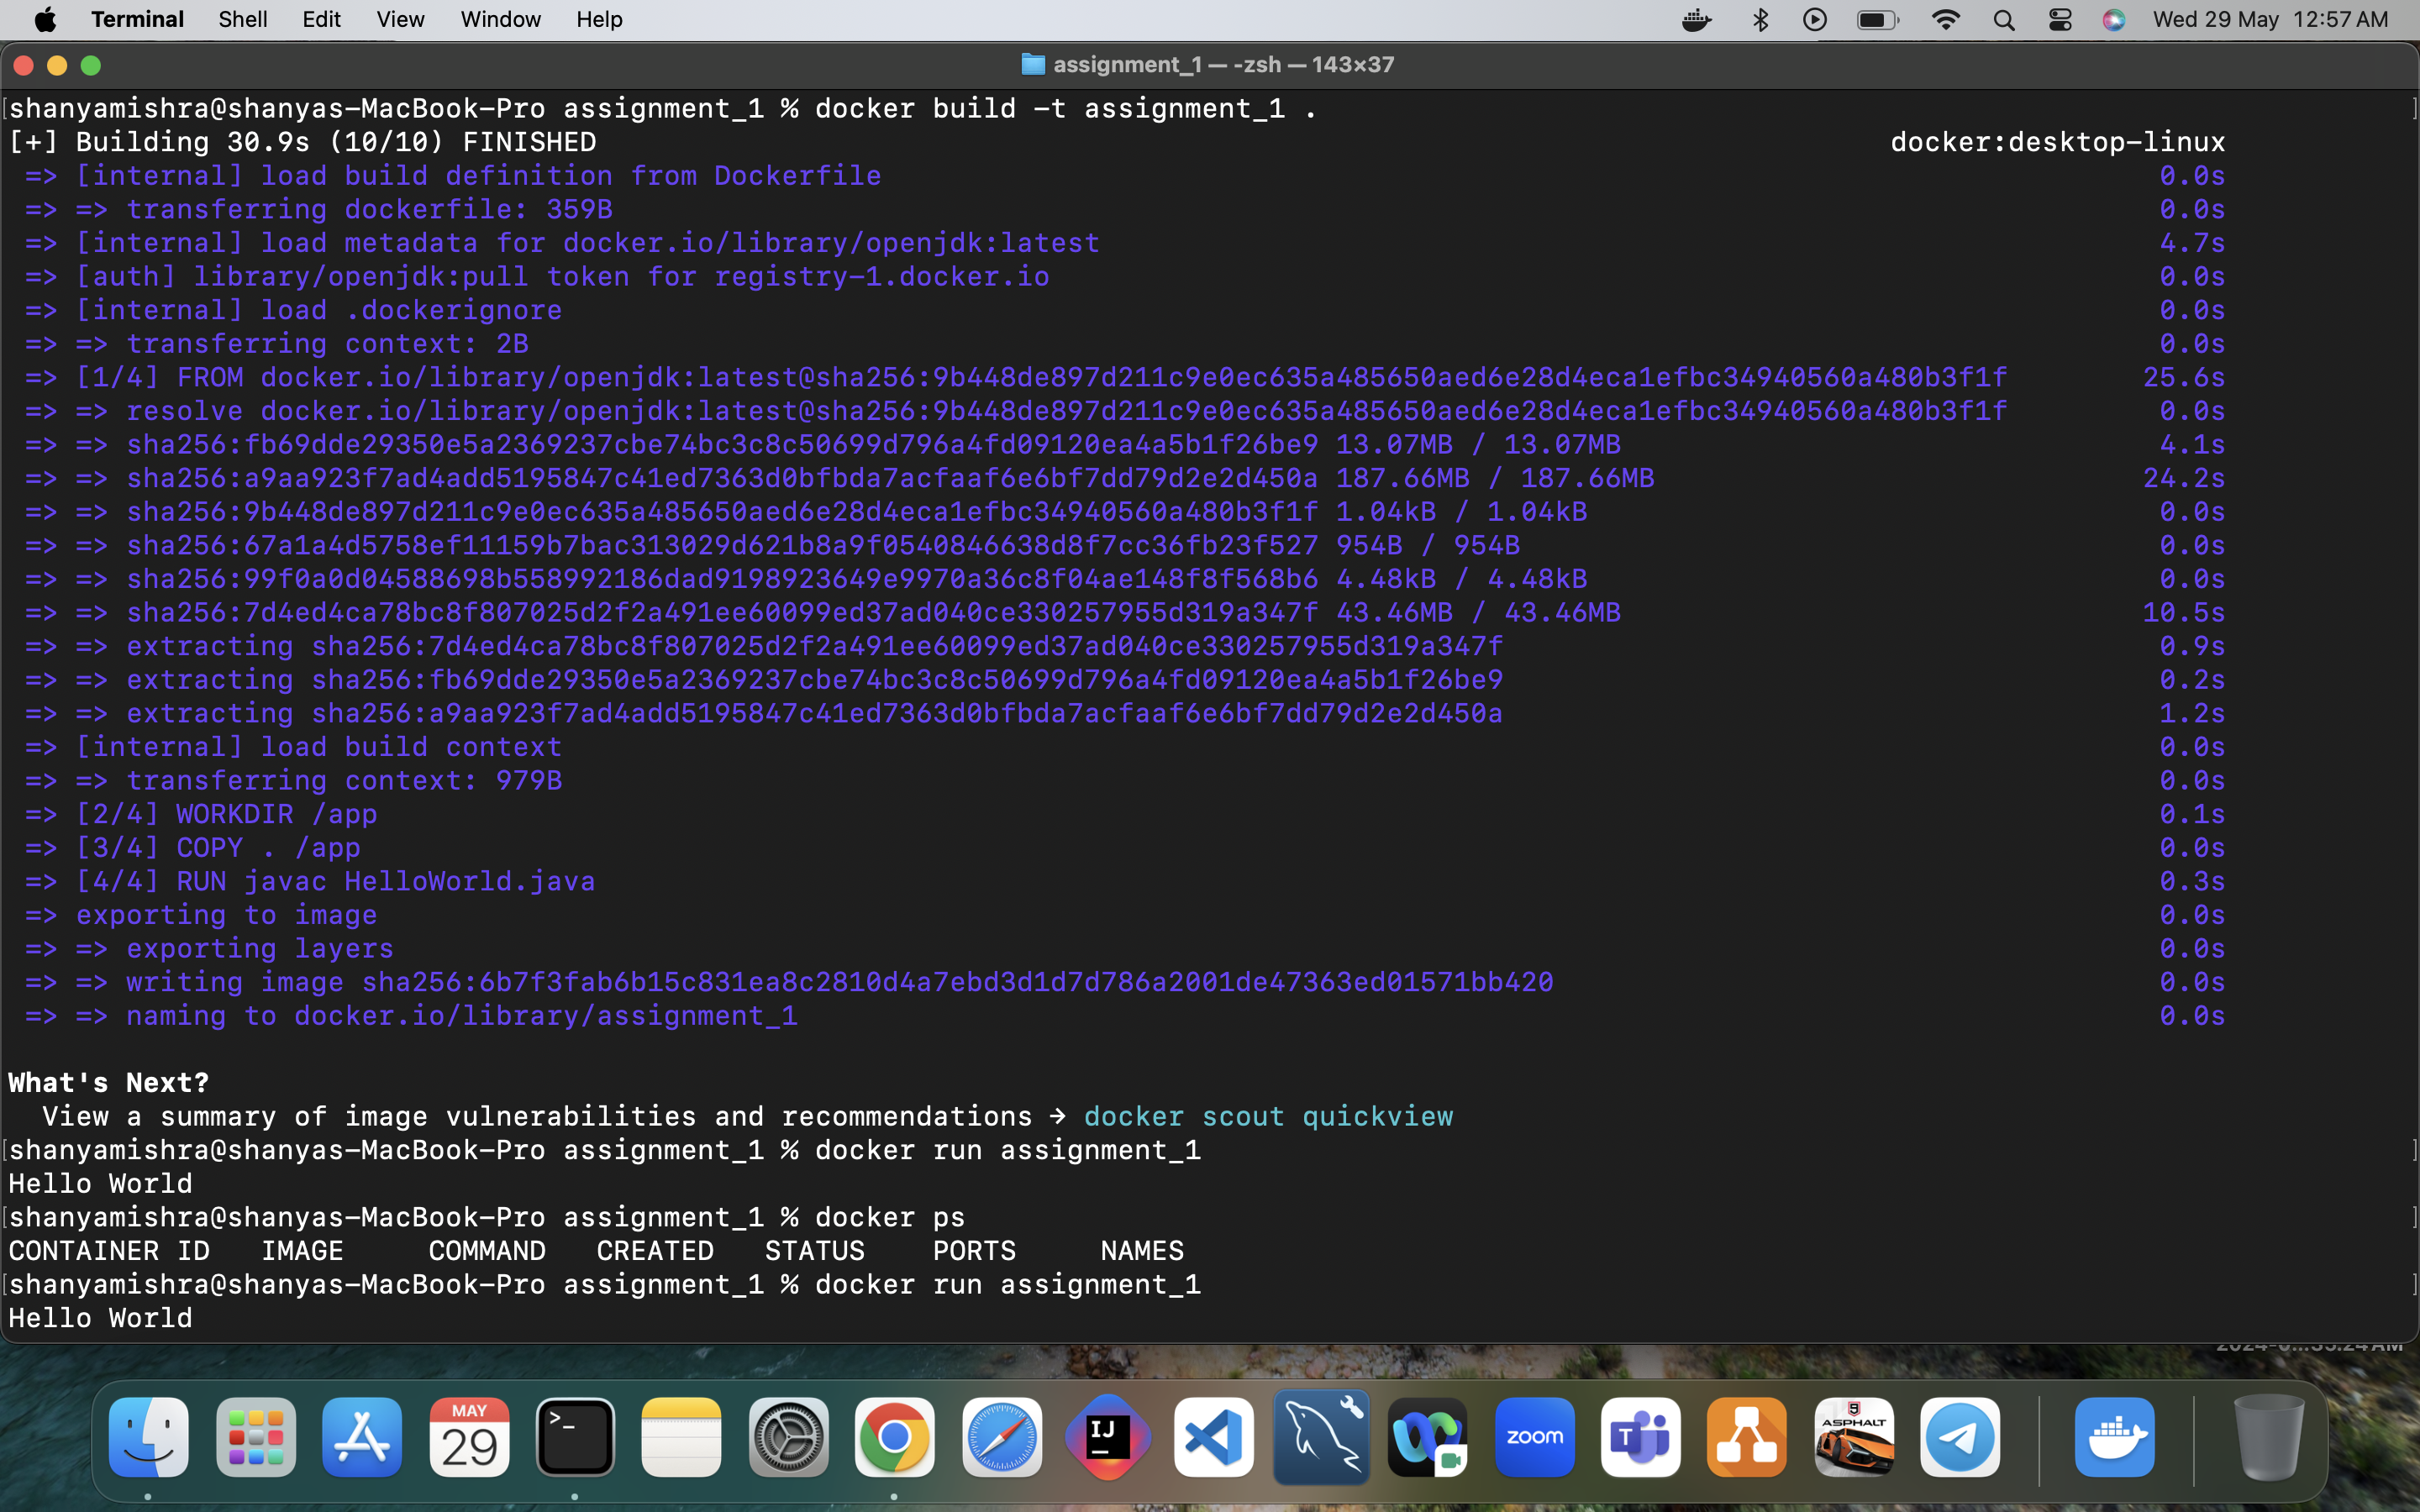 Terminal Shell Edit View Window Help Wed 29 May 12:57 AM
assignment_1 — -zsh — 143×37
[shanyamishra@shanyas-MacBook-Pro assignment_1 % docker build -t assignment_1 . ]
[+] Building 30.9s (10/10) FINISHED docker:desktop-linux
=> [internal] load build definition from Dockerfile 0.0s
=> => transferring dockerfile: 359B 0.0s
=> [internal] load metadata for docker.io/library/openjdk:latest 4.7s
=> [auth] library/openjdk:pull token for registry-1.docker.io 0.0s
=> [internal] load .dockerignore 0.0s
=> => transferring context: 2B 0.0s
=> [1/4] FROM docker.io/library/openjdk:latest@sha256:9b448de897d211c9e0ec635a485650aed6e28d4eca1efbc34940560a480b3f1f 25.6s
=> => resolve docker.io/library/openjdk:latest@sha256:9b448de897d211c9e0ec635a485650aed6e28d4eca1efbc34940560a480b3f1f 0.0s
=> => sha256:fb69dde29350e5a2369237cbe74bc3c8c50699d796a4fd09120ea4a5b1f26be9 13.07MB / 13.07MB 4.1s
=> => sha256:a9aa923f7ad4add5195847c41ed7363d0bfbda7acfaaf6e6bf7dd79d2e2d450a 187.66MB / 187.66MB 24.2s
=> => sha256:9b448de897d211c9e0ec635a485650aed6e28d4eca1efbc34940560a480b3f1f 1.04kB / 1.04kB 0.0s
=> => sha256:67a1a4d5758ef11159b7bac313029d621b8a9f0540846638d8f7cc36fb23f527 954B / 954B 0.0s
=> => sha256:99f0a0d04588698b558992186dad9198923649e9970a36c8f04ae148f8f568b6 4.48kB / 4.48kB 0.0s
=> => sha256:7d4ed4ca78bc8f807025d2f2a491ee60099ed37ad040ce330257955d319a347f 43.46MB / 43.46MB 10.5s
=> => extracting sha256:7d4ed4ca78bc8f807025d2f2a491ee60099ed37ad040ce330257955d319a347f 0.9s
=> => extracting sha256:fb69dde29350e5a2369237cbe74bc3c8c50699d796a4fd09120ea4a5b1f26be9 0.2s
=> => extracting sha256:a9aa923f7ad4add5195847c41ed7363d0bfbda7acfaaf6e6bf7dd79d2e2d450a 1.2s
=> [internal] load build context 0.0s
=> => transferring context: 979B 0.0s
=> [2/4] WORKDIR /app 0.1s
=> [3/4] COPY . /app 0.0s
=> [4/4] RUN javac HelloWorld.java 0.3s
=> exporting to image 0.0s
=> => exporting layers 0.0s
=> => writing image sha256:6b7f3fab6b15c831ea8c2810d4a7ebd3d1d7d786a2001de47363ed01571bb420 0.0s
=> => naming to docker.io/library/assignment_1 0.0s
What's Next?
View a summary of image vulnerabilities and recommendations → docker scout quickview
[shanyamishra@shanyas-MacBook-Pro assignment_1 % docker run assignment_1 ]
Hello World
[shanyamishra@shanyas-MacBook-Pro assignment_1 % docker ps ]
CONTAINER ID IMAGE COMMAND CREATED STATUS PORTS NAMES
[shanyamishra@shanyas-MacBook-Pro assignment_1 % docker run assignment_1 ]
Hello World
MAY
29
>_
IJ
zoom
T
9
ASPHALT